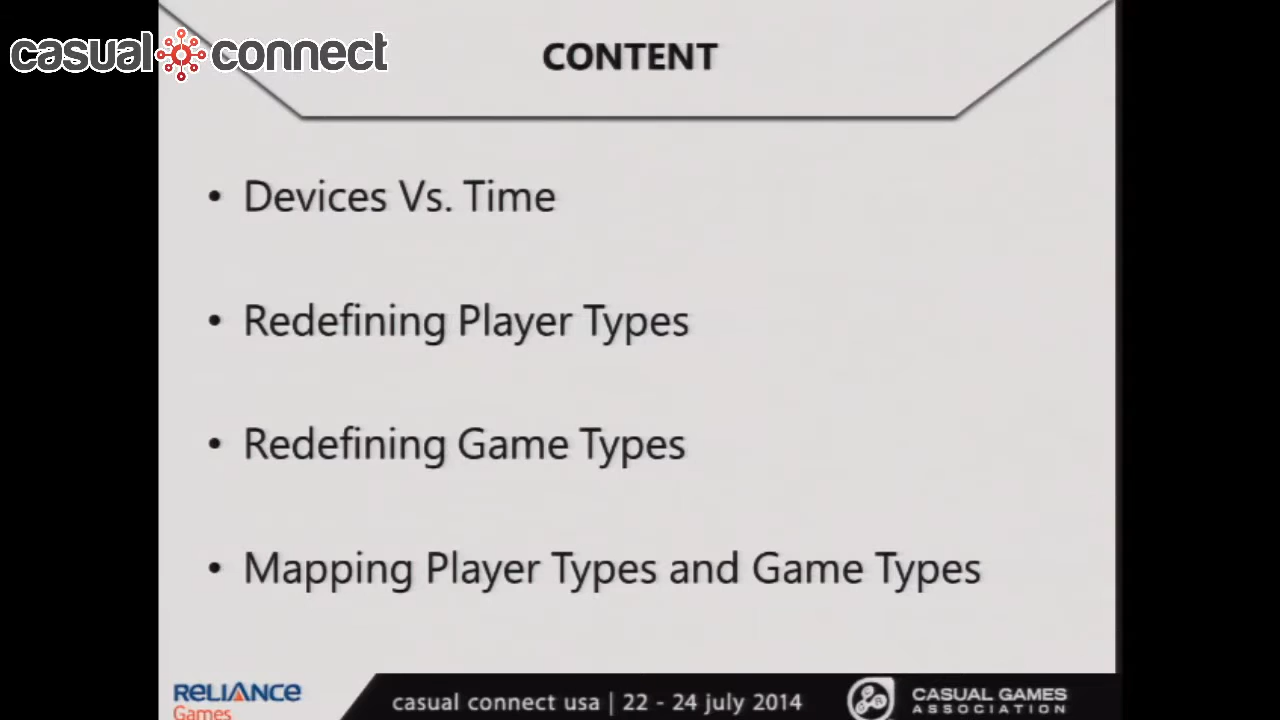 casual connect
CONTENT
• Devices Vs. Time
• Redefining Player Types
• Redefining Game Types
• Mapping Player Types and Game Types
RELIANCE
Games
casual connect usa | 22 - 24 july 2014
CASUAL GAMES
ASSOCIATION